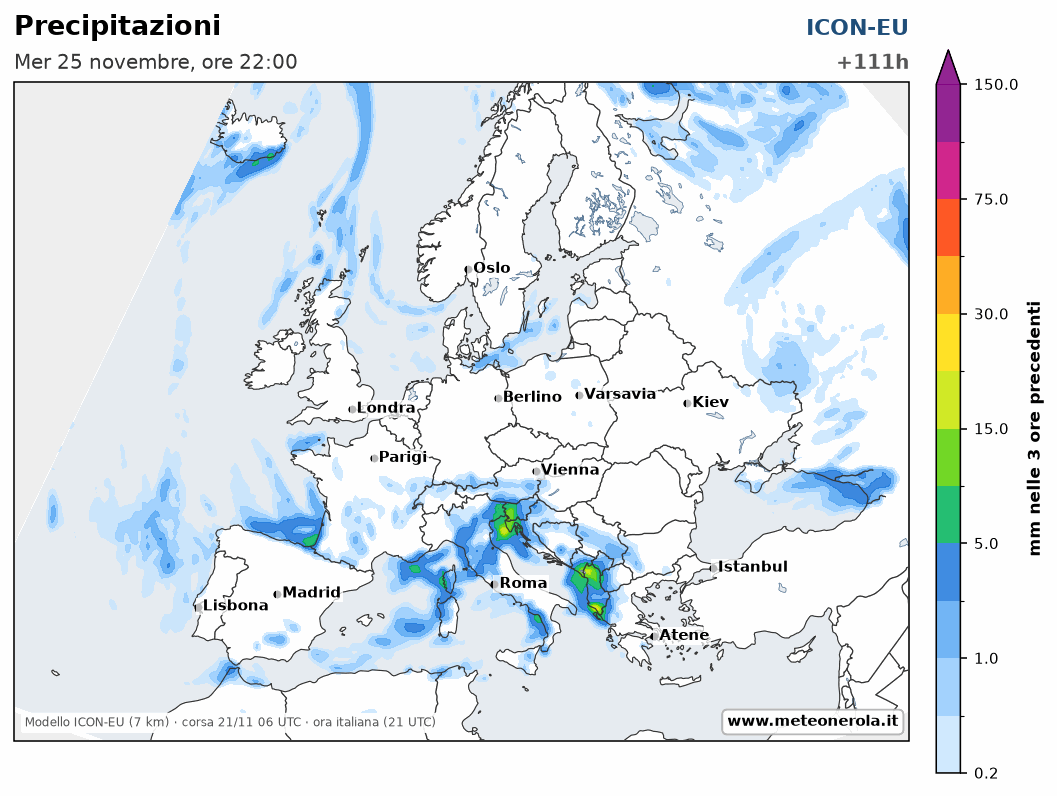 Precipitazioni
ICON-EU
Mer 25 novembre, ore 22:00
+111h
150.0
75.0
30.0
15.0
5.0
1.0
0.2
mm nelle 3 ore precedenti
Oslo
Berlino
Varsavia
Kiev
Londra
Parigi
Vienna
Istanbul
Roma
Madrid
Lisbona
Atene
Modello ICON-EU (7 km) · corsa 21/11 06 UTC · ora italiana (21 UTC)
www.meteonerola.it